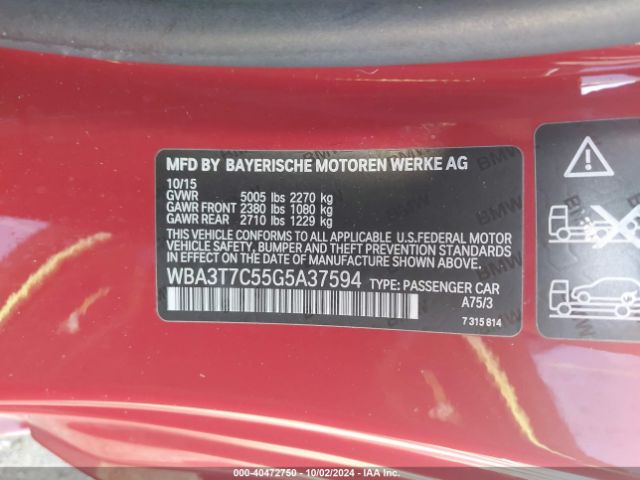 MFD BY BAYERISCHE MOTOREN WERKE AG
10/15
GVWR 5005 lbs 2270 kg
GAWR FRONT 2380 lbs 1080 kg
GAWR REAR 2710 lbs 1229 kg
THIS VEHICLE CONFORMS TO ALL APPLICABLE U.S.FEDERAL MOTOR
VEHICLE SAFETY, BUMPER AND THEFT PREVENTION STANDARDS
IN EFFECT ON THE DATE OF MANUFACTURE SHOWN ABOVE.
WBA3T7C55G5A37594 TYPE: PASSENGER CAR
A75/3
7 315 814
000-40472750 - 10/02/2024 - IAA Inc.